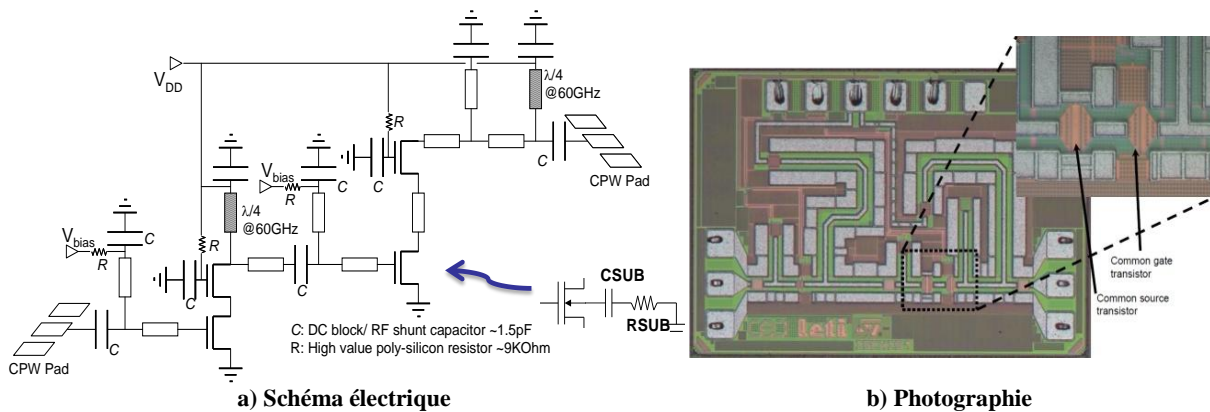 V_DD
λ/4
@60GHz
R
C
CPW Pad
C
V_bias
R
C
C
λ/4
@60GHz
V_bias
R
C
R
C
C
CPW Pad
C
CSUB
RSUB
C: DC block/ RF shunt capacitor ~1.5pF
R: High value poly-silicon resistor ~9KOhm
a) Schéma électrique
Common gate
transistor
Common source
transistor
leti
b) Photographie